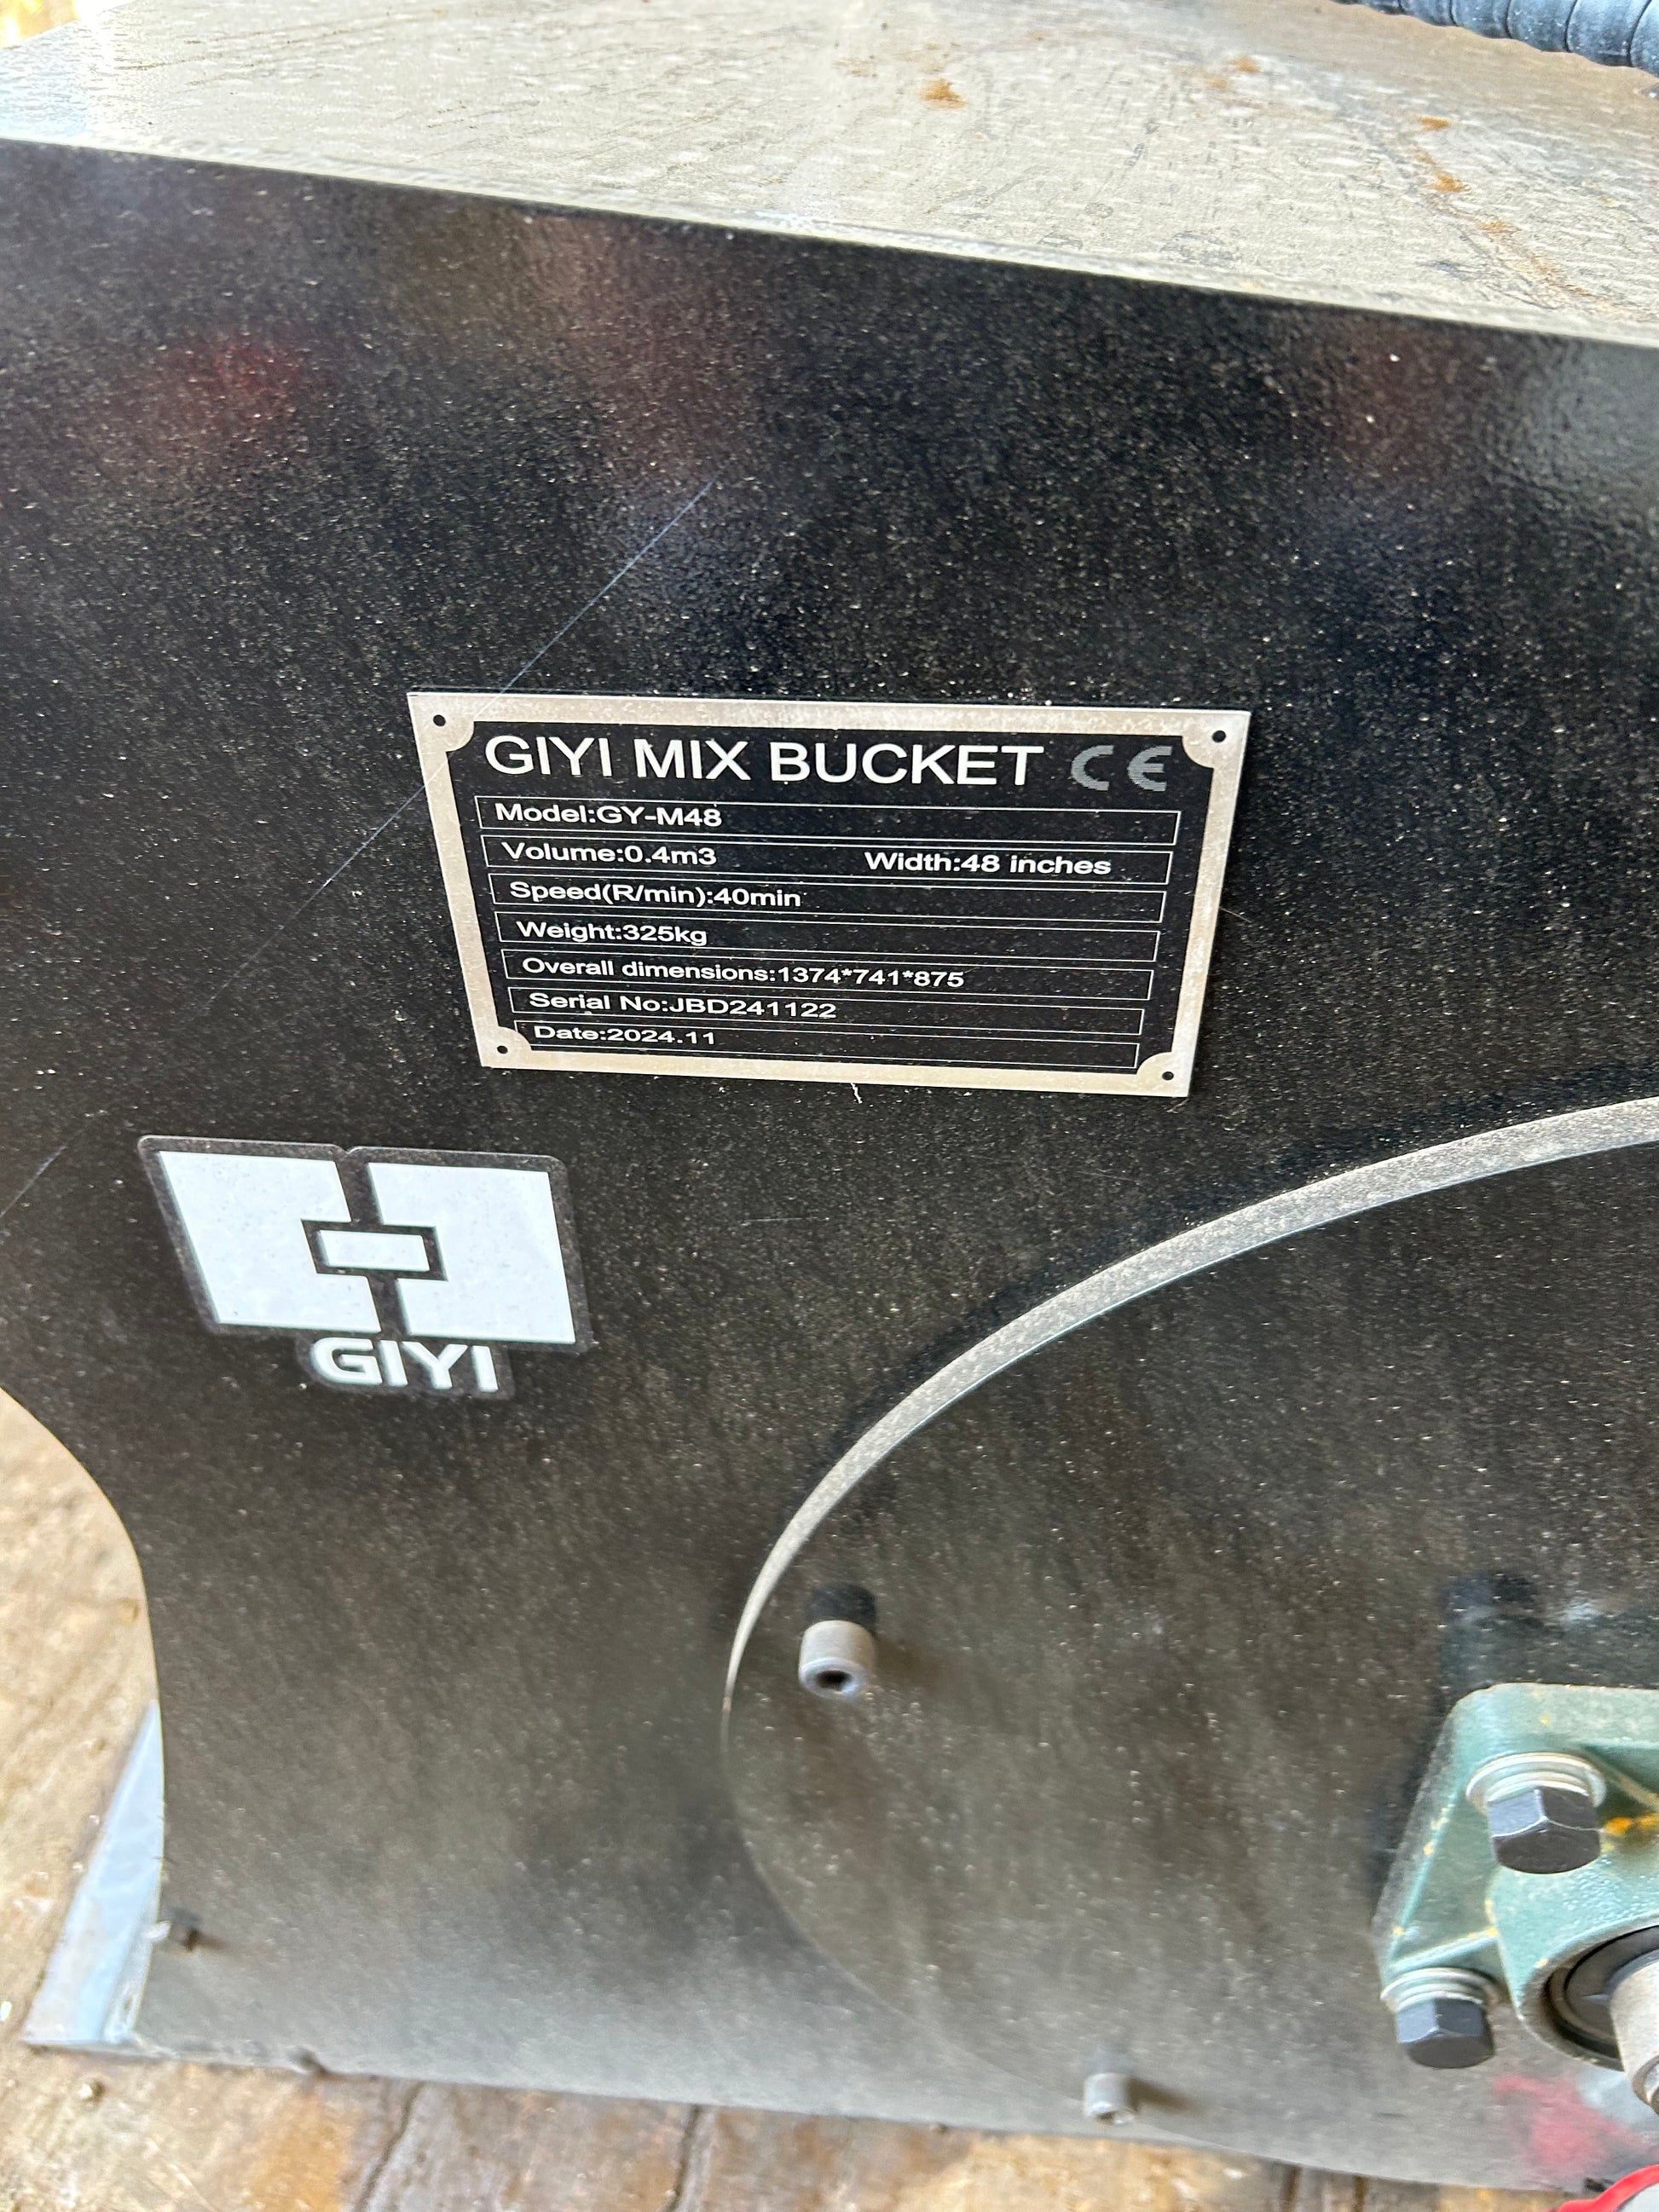 GIYI MIX BUCKET CE
Model:GY-M48
Volume:0.4m3 Width:48 inches
Speed(R/min):40min
Weight:325kg
Overall dimensions:1374*741*875
Serial No:JBD241122
Date:2024.11
GIYI